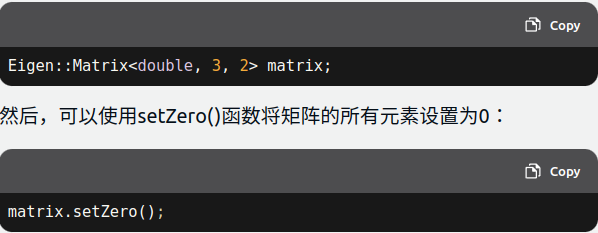 Copy
Eigen::Matrix<double, 3, 2> matrix;
然后，可以使用setZero()函数将矩阵的所有元素设置为0：
Copy
matrix.setZero();